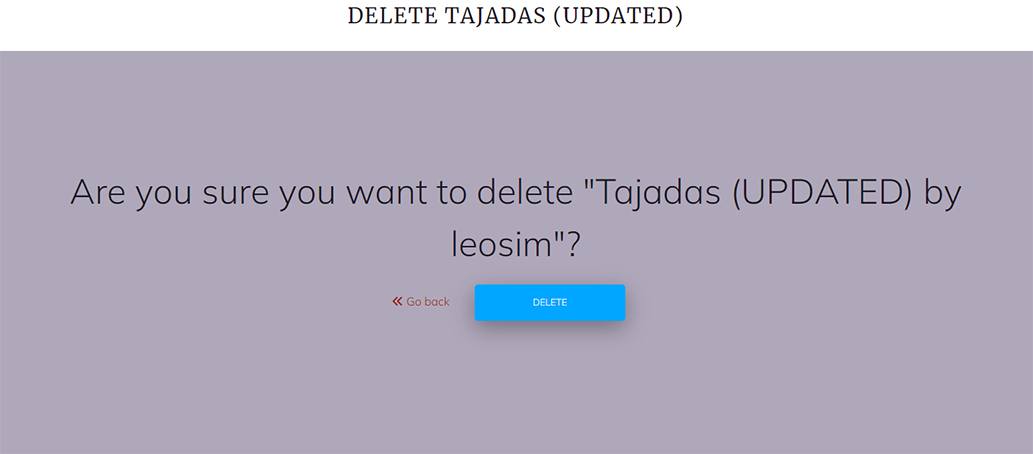 DELETE TAJADAS (UPDATED)
Are you sure you want to delete "Tajadas (UPDATED) by
leosim"?
Go back
DELETE